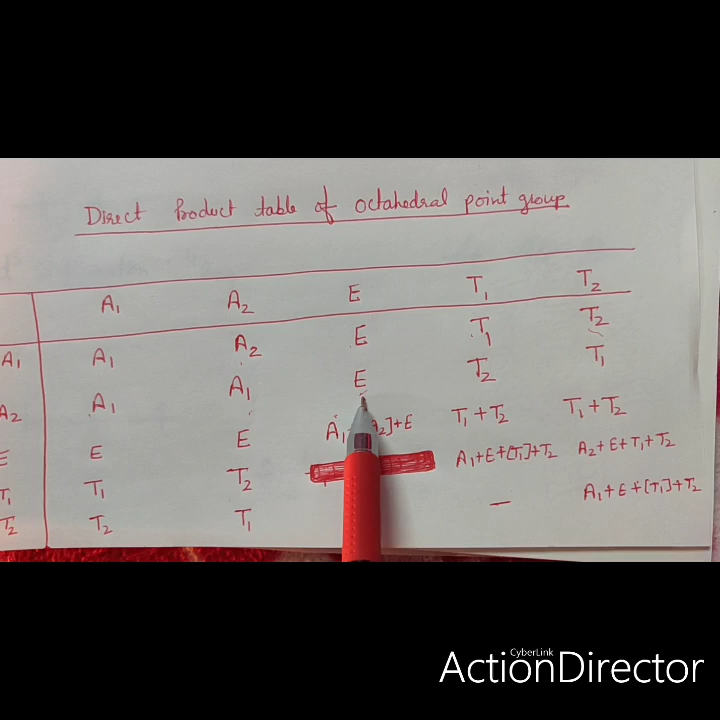 Direct Product table of octahedral point group
A1 A2 E T1 T2
A1 A1 A2 E T1 T2
A2 A1 A1 E T2 T1
E E E A1 A2]+E T1+T2 T1+T2
T1 T1 T2 A1+E+[T1]+T2 A2+E+T1+T2
T2 T2 T1 — A1+E+[T1]+T2
CyberLink
ActionDirector